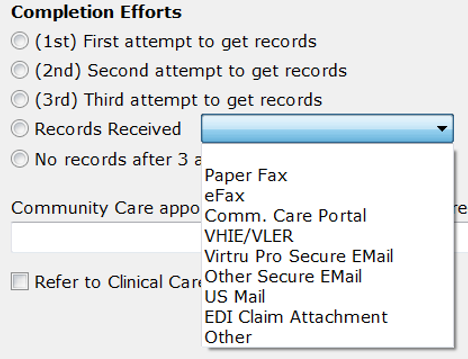 Completion Efforts
(1st) First attempt to get records
(2nd) Second attempt to get records
(3rd) Third attempt to get records
Records Received
No records after 3
Paper Fax
eFax
Comm. Care Portal
VHIE/VLER
Virtru Pro Secure EMail
Other Secure EMail
US Mail
EDI Claim Attachment
Other
Community Care
Refer to Clinical Care